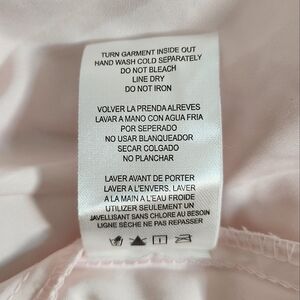 TURN GARMENT INSIDE OUT
HAND WASH COLD SEPARATELY
DO NOT BLEACH
LINE DRY
DO NOT IRON
VOLVER LA PRENDA ALREVES
LAVAR A MANO CON AGUA FRIA
POR SEPERADO
NO USAR BLANQUEADOR
SECAR COLGADO
NO PLANCHAR
LAVER AVANT DE PORTER
LAVER A L'ENVERS. LAVER
A LA MAIN A L'EAU FROIDE
UTILIZER SEULEMENT UN
JAVELLISANT SANS CHLORE AU BESOIN
LIGNE SÈCHE NE PAS REPASSER